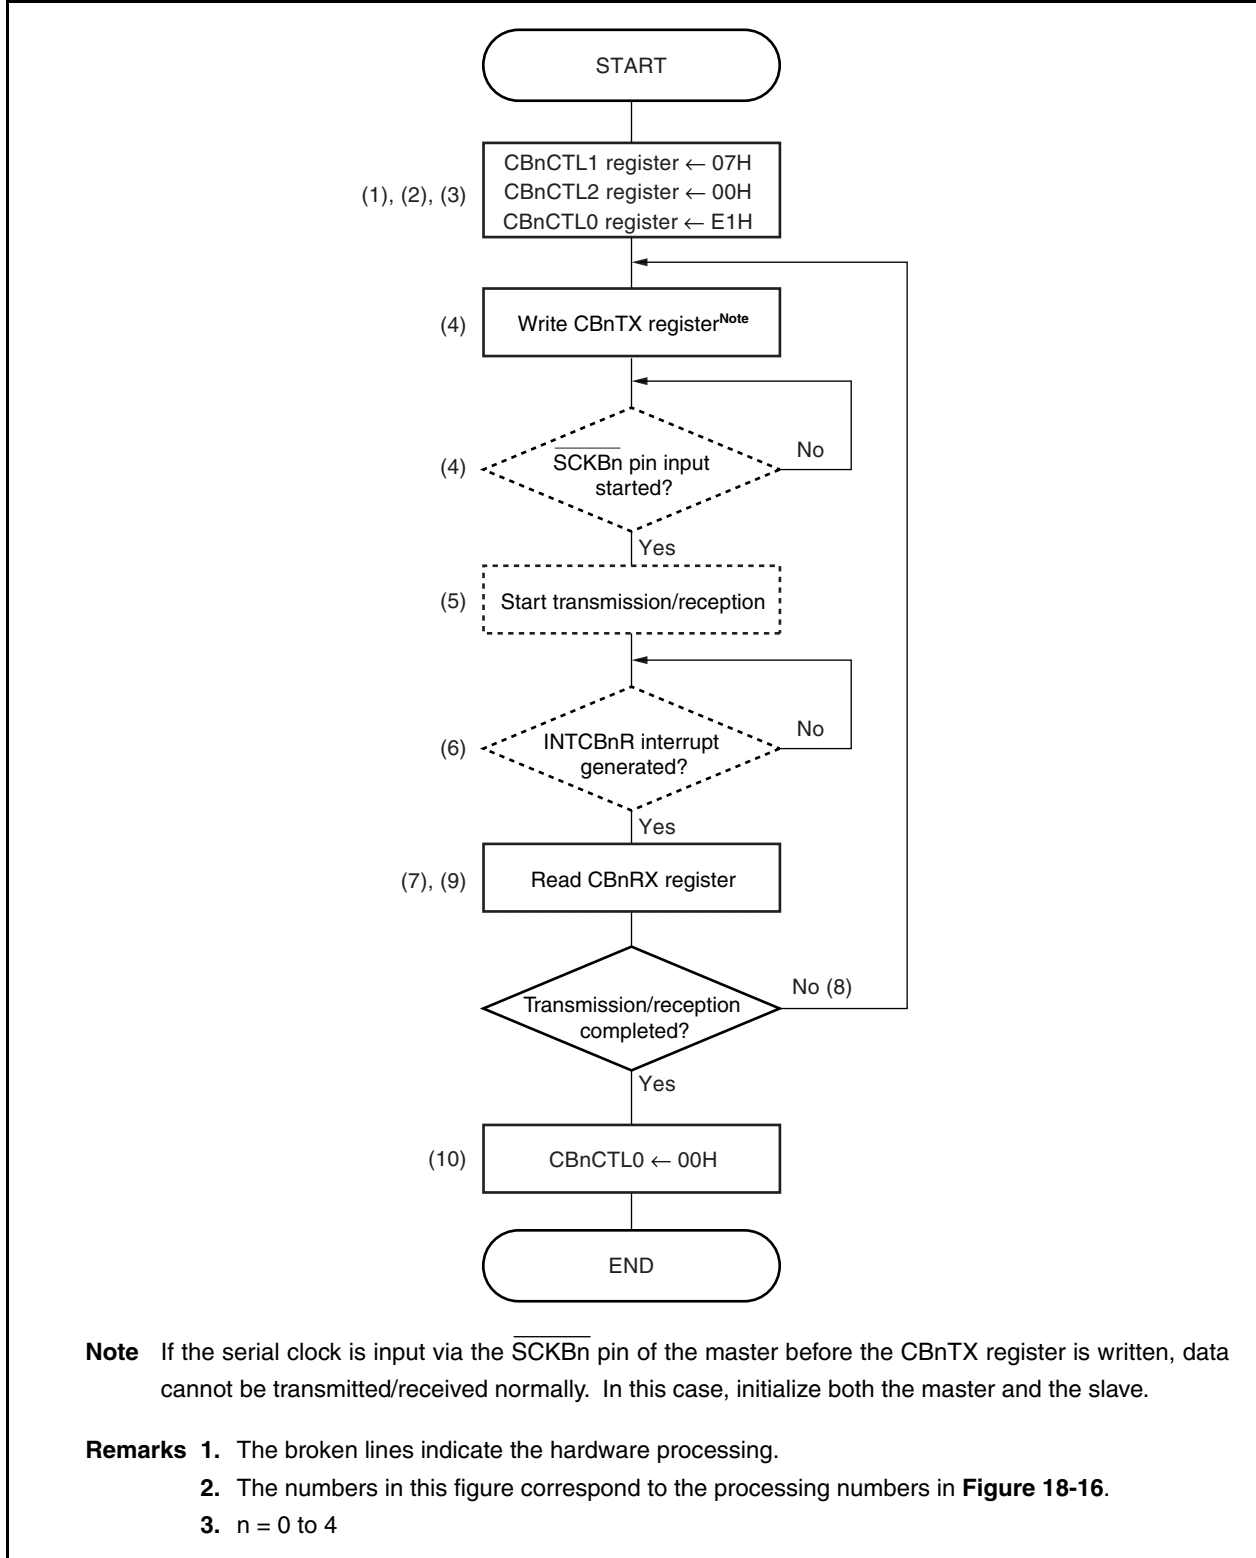 START
(1), (2), (3)
CBnCTL1 register ← 07H
CBnCTL2 register ← 00H
CBnCTL0 register ← E1H
(4)
Write CBnTX registerNote
(4)
SCKBn pin input
started?
No
Yes
(5)
Start transmission/reception
(6)
INTCBnR interrupt
generated?
No
Yes
(7), (9)
Read CBnRX register
Transmission/reception
completed?
No (8)
Yes
(10)
CBnCTL0 ← 00H
END
Note If the serial clock is input via the SCKBn pin of the master before the CBnTX register is written, data
cannot be transmitted/received normally. In this case, initialize both the master and the slave.
Remarks 1. The broken lines indicate the hardware processing.
2. The numbers in this figure correspond to the processing numbers in Figure 18-16.
3. n = 0 to 4